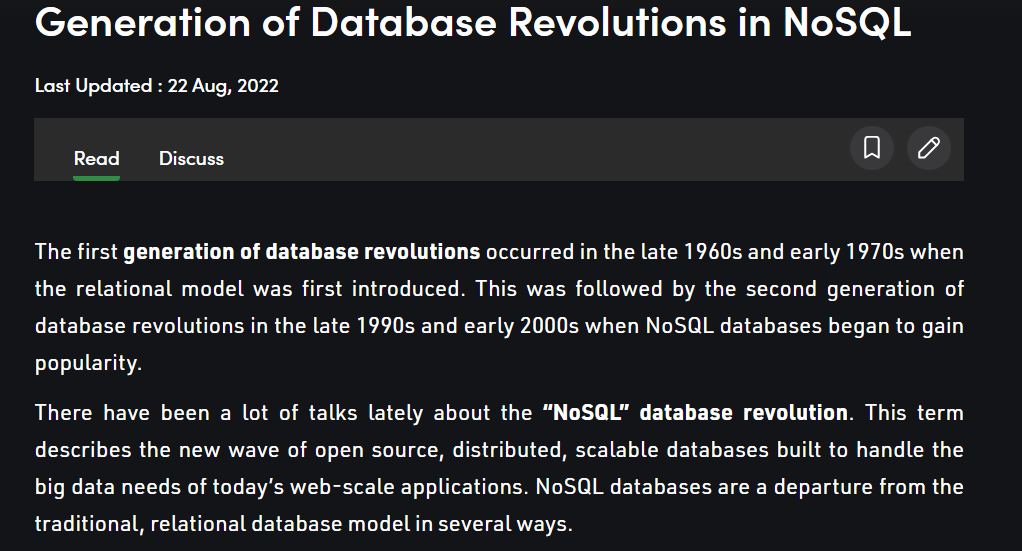 Generation of Database Revolutions in NoSQL
Last Updated : 22 Aug, 2022
Read Discuss
The first generation of database revolutions occurred in the late 1960s and early 1970s when
the relational model was first introduced. This was followed by the second generation of
database revolutions in the late 1990s and early 2000s when NoSQL databases began to gain
popularity.
There have been a lot of talks lately about the “NoSQL” database revolution. This term
describes the new wave of open source, distributed, scalable databases built to handle the
big data needs of today’s web-scale applications. NoSQL databases are a departure from the
traditional, relational database model in several ways.